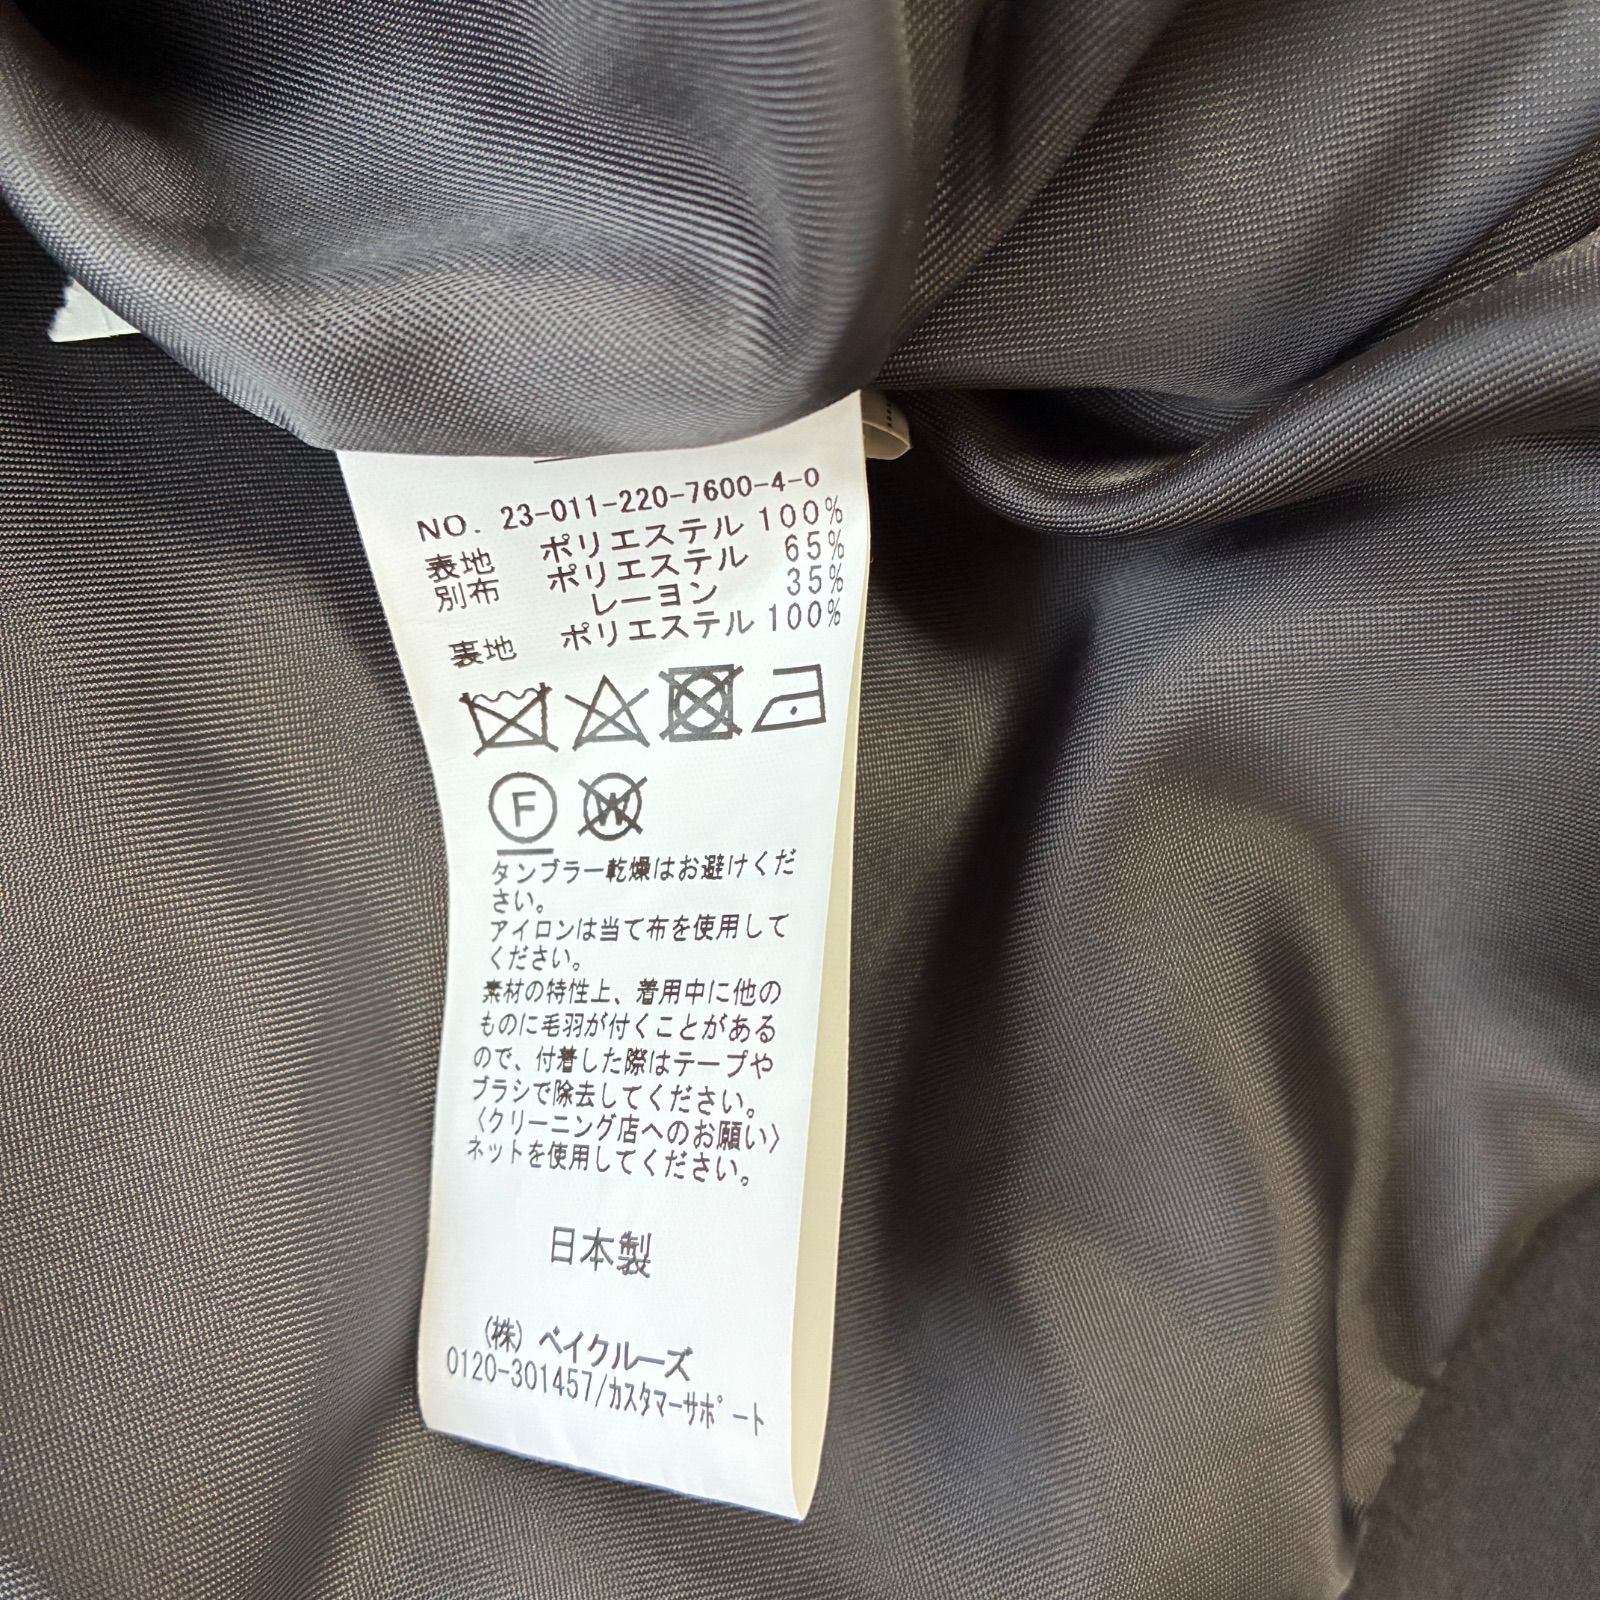 NO. 23-011-220-7600-4-0
表地 ポリエステル 100%
別布 ポリエステル 65%
レーヨン 35%
裏地 ポリエステル 100%
F W
タンブラー乾燥はお避けくだ
さい。
アイロンは当て布を使用して
ください。
素材の特性上、着用中に他の
ものに毛羽が付くことがある
ので、付着した際はテープや
ブラシで除去してください。
〈クリーニング店へのお願い〉
ネットを使用してください。
日本製
(株) ベイクルーズ
0120-301457/カスタマーサポート